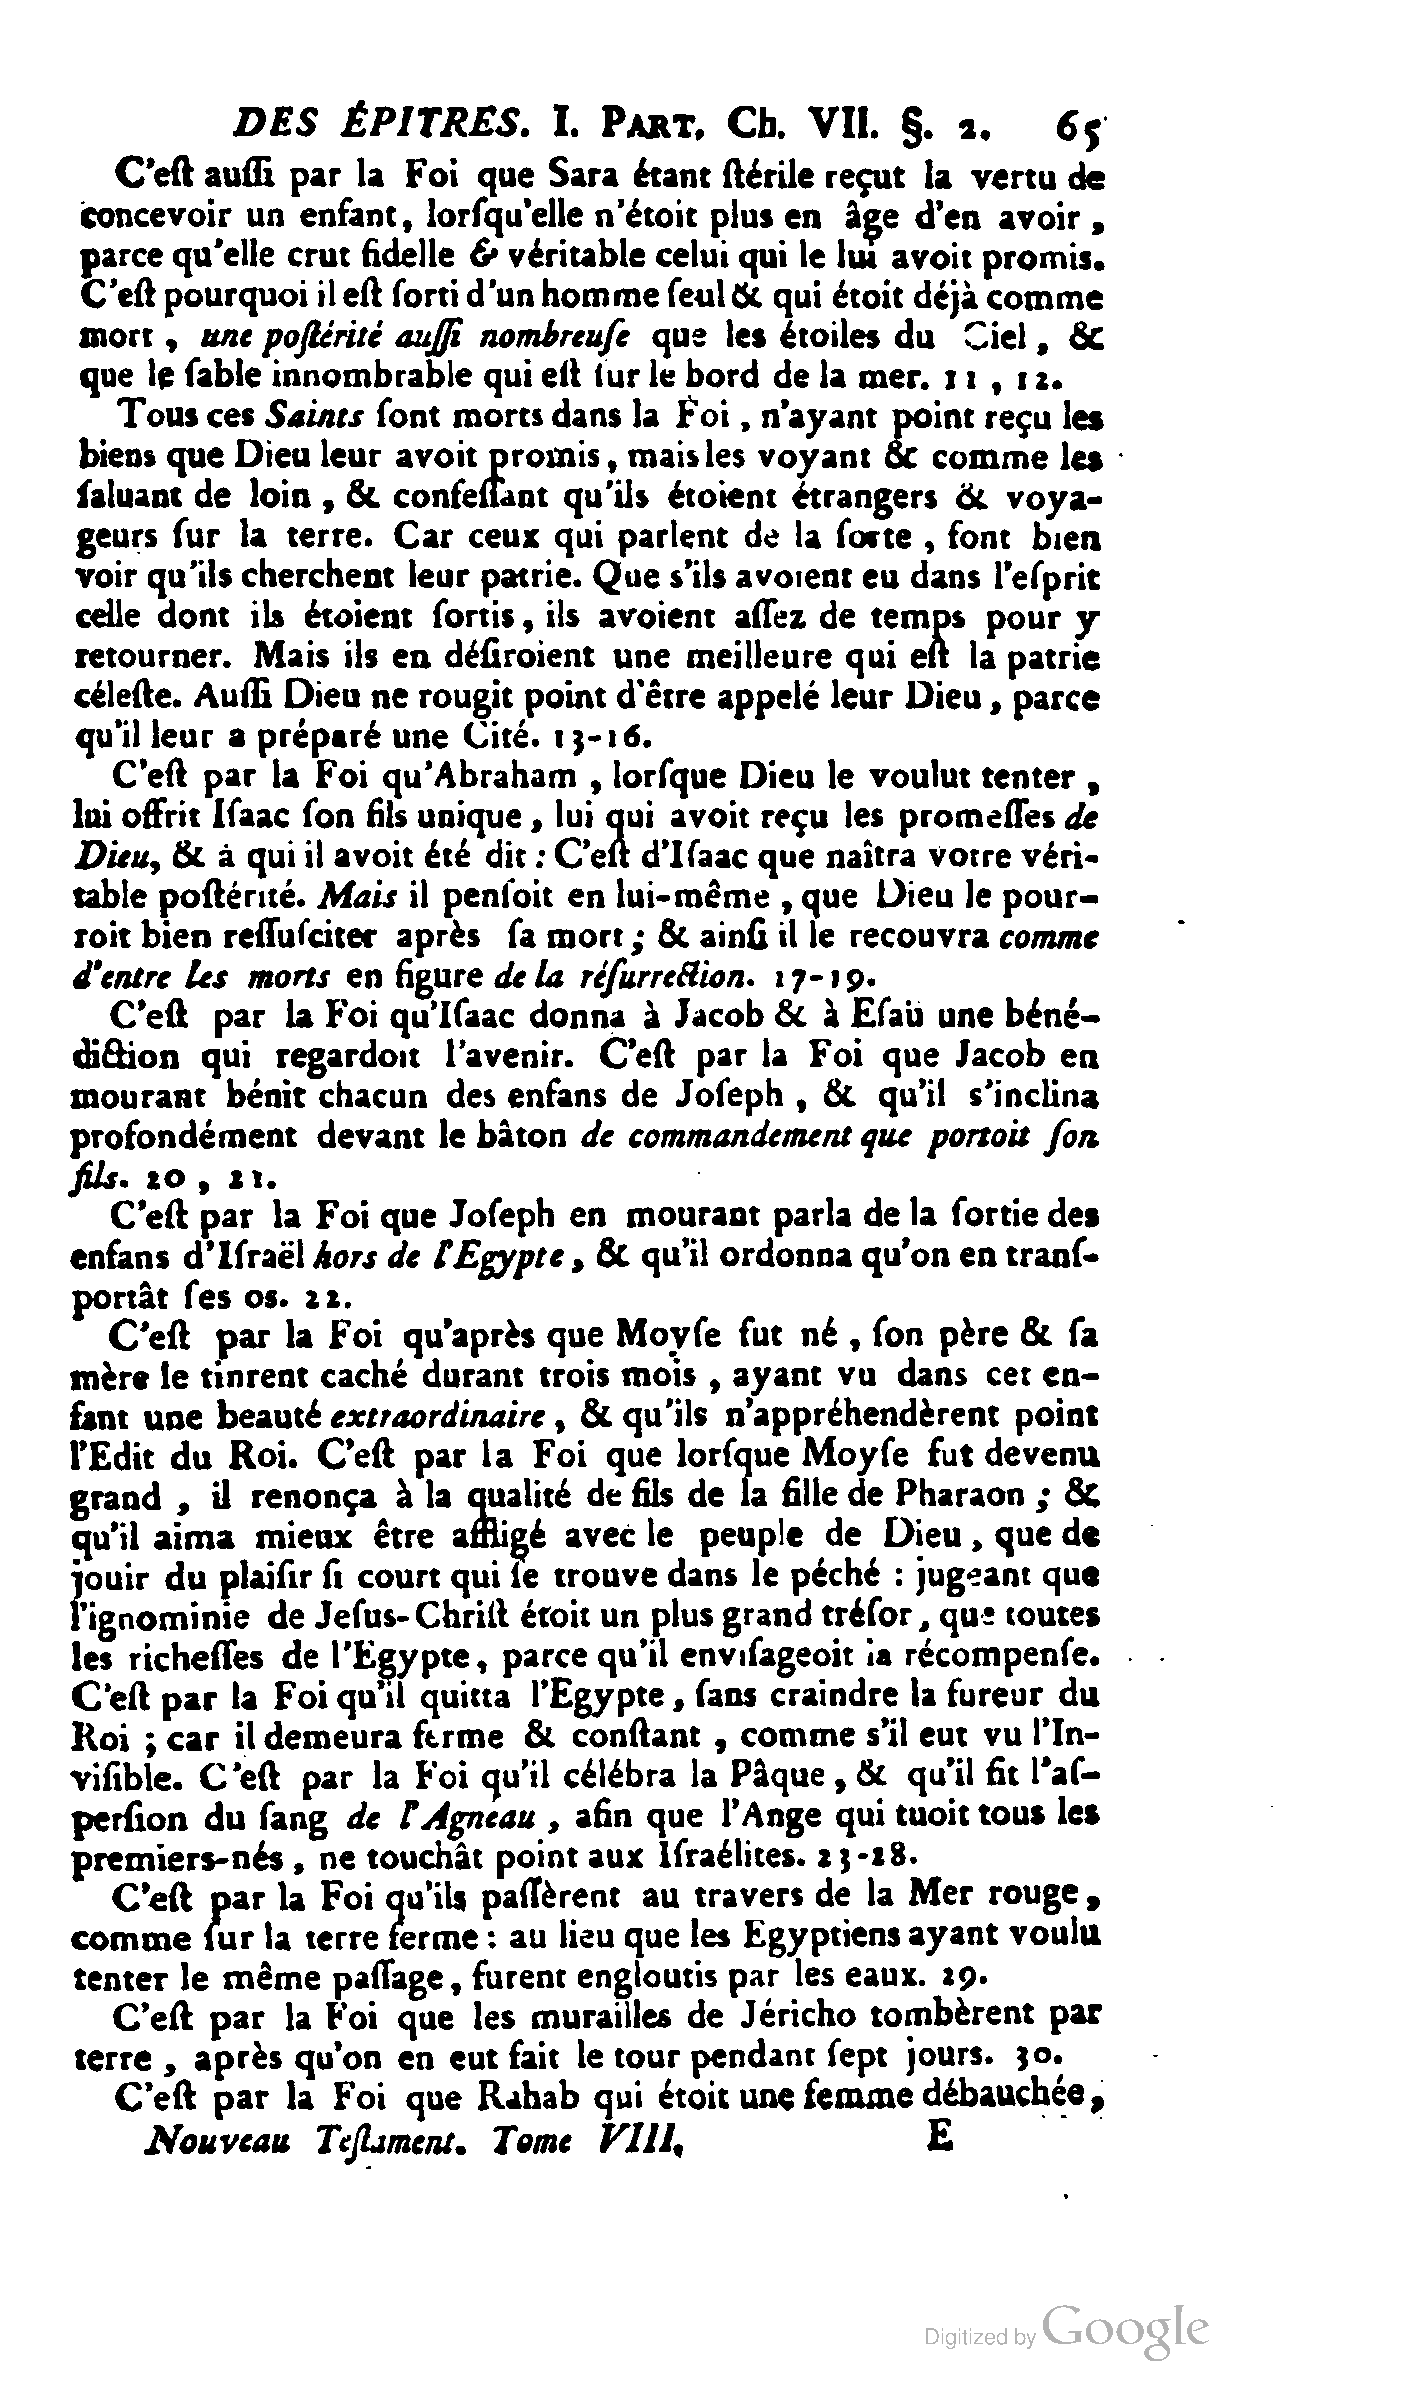 DES ÉPITRES. I. PART. Ch. VII. §. 2. 65
C'eſt auſſi par la Foi que Sara étant ſtérile reçut la vertu de
concevoir un enfant, lorſqu'elle n'étoit plus en âge d'en avoir,
parce qu'elle crut fidelle & véritable celui qui le lui avoit promis.
C'eſt pourquoi il eſt ſorti d'un homme ſeul & qui étoit déjà comme
mort, une poſtérité auſſi nombreuſe que les étoiles du Ciel, &
que le ſable innombrable qui eſt ſur le bord de la mer. 11, 12.
Tous ces Saints ſont morts dans la Foi, n'ayant point reçu les
biens que Dieu leur avoit promis, mais les voyant & comme les
ſaluant de loin, & confeſſant qu'ils étoient étrangers & voya-
geurs ſur la terre. Car ceux qui parlent de la ſorte, font bien
voir qu'ils cherchent leur patrie. Que s'ils avoient eu dans l'eſprit
celle dont ils étoient ſortis, ils avoient aſſez de temps pour y
retourner. Mais ils en déſiroient une meilleure qui eſt la patrie
céleſte. Auſſi Dieu ne rougit point d'être appelé leur Dieu, parce
qu'il leur a préparé une Cité. 13-16.
C'eſt par la Foi qu'Abraham, lorſque Dieu le voulut tenter,
lui offrit Iſaac ſon fils unique, lui qui avoit reçu les promeſſes de
Dieu, & à qui il avoit été dit : C'eſt d'Iſaac que naîtra votre véri-
table poſtérité. Mais il penſoit en lui-même, que Dieu le pour-
roit bien reſſuſciter après ſa mort ; & ainſi il le recouvra comme
d'entre les morts en figure de la réſurrection. 17-19.
C'eſt par la Foi qu'Iſaac donna à Jacob & à Eſaü une béné-
diction qui regardoit l'avenir. C'eſt par la Foi que Jacob en
mourant bénit chacun des enfans de Joſeph, & qu'il s'inclina
profondément devant le bâton de commandement que portoit ſon
fils. 20, 21.
C'eſt par la Foi que Joſeph en mourant parla de la ſortie des
enfans d'Iſraël hors de l'Egypte, & qu'il ordonna qu'on en tranſ-
portât ſes os. 22.
C'eſt par la Foi qu'après que Moyſe fut né, ſon père & ſa
mère le tinrent caché durant trois mois, ayant vu dans cet en-
fant une beauté extraordinaire, & qu'ils n'appréhendèrent point
l'Edit du Roi. C'eſt par la Foi que lorſque Moyſe fut devenu
grand, il renonça à la qualité de fils de la fille de Pharaon ; &
qu'il aima mieux être affligé avec le peuple de Dieu, que de
jouir du plaiſir ſi court qui ſe trouve dans le péché : jugeant que
l'ignominie de Jeſus-Chriſt étoit un plus grand tréſor, que toutes
les richeſſes de l'Egypte, parce qu'il enviſageoit la récompenſe.
C'eſt par la Foi qu'il quitta l'Egypte, ſans craindre la fureur du
Roi ; car il demeura ferme & conſtant, comme s'il eut vu l'In-
viſible. C'eſt par la Foi qu'il célébra la Pâque, & qu'il fit l'aſ-
perſion du ſang de l'Agneau, afin que l'Ange qui tuoit tous les
premiers-nés, ne touchât point aux Iſraélites. 23-28.
C'eſt par la Foi qu'ils paſſèrent au travers de la Mer rouge,
comme ſur la terre ferme : au lieu que les Egyptiens ayant voulu
tenter le même paſſage, furent engloutis par les eaux. 29.
C'eſt par la Foi que les murailles de Jéricho tombèrent par
terre, après qu'on en eut fait le tour pendant ſept jours. 30.
C'eſt par la Foi que Rahab qui étoit une femme débauchée,
Nouveau Teſtament. Tome VIII. E
Digitized by Google